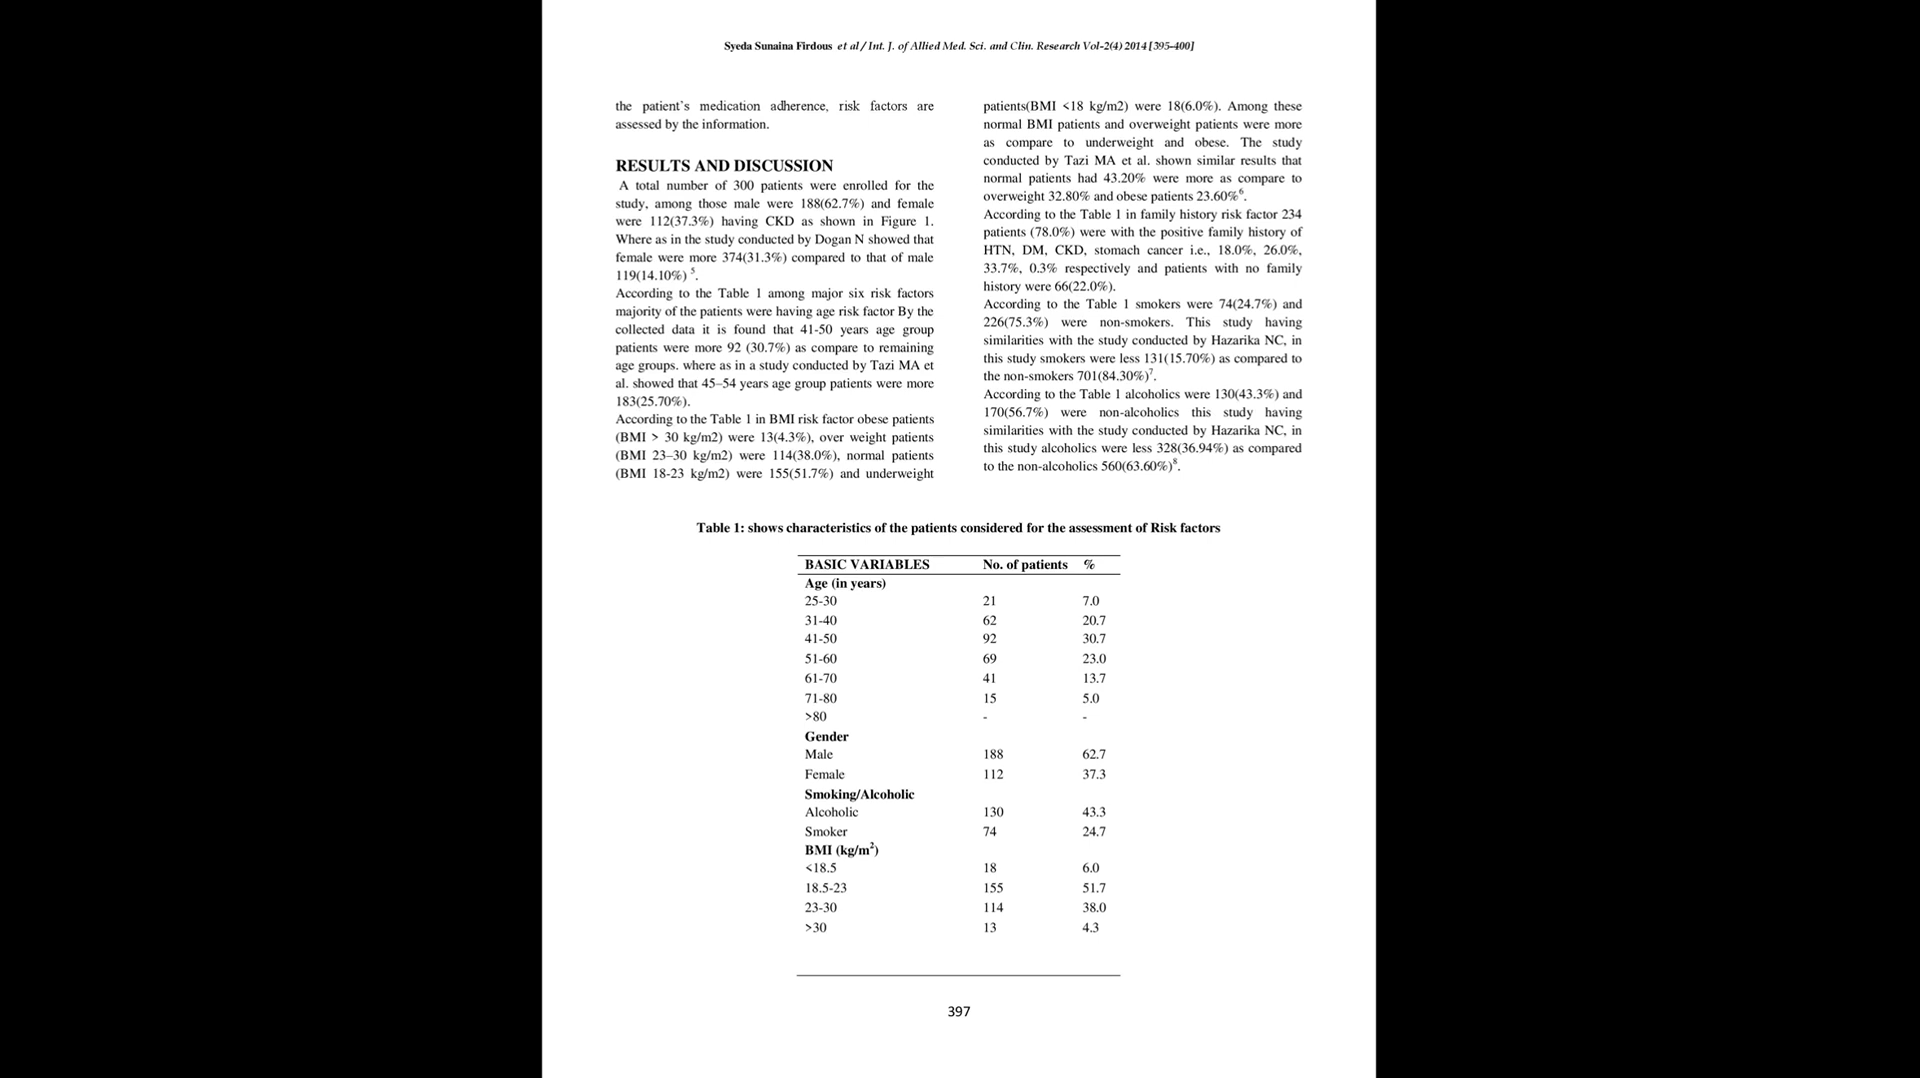 Syeda Sunaina Firdous et al / Int. J. of Allied Med. Sci. and Clin. Research Vol-2(4) 2014 [395-400]
the patient's medication adherence, risk factors are
assessed by the information.
RESULTS AND DISCUSSION
A total number of 300 patients were enrolled for the
study, among those male were 188(62.7%) and female
were 112(37.3%) having CKD as shown in Figure 1.
Where as in the study conducted by Dogan N showed that
female were more 374(31.3%) compared to that of male
119(14.10%) ⁵.
According to the Table 1 among major six risk factors
majority of the patients were having age risk factor By the
collected data it is found that 41-50 years age group
patients were more 92 (30.7%) as compare to remaining
age groups. where as in a study conducted by Tazi MA et
al. showed that 45–54 years age group patients were more
183(25.70%).
According to the Table 1 in BMI risk factor obese patients
(BMI > 30 kg/m2) were 13(4.3%), over weight patients
(BMI 23–30 kg/m2) were 114(38.0%), normal patients
(BMI 18-23 kg/m2) were 155(51.7%) and underweight
patients(BMI <18 kg/m2) were 18(6.0%). Among these
normal BMI patients and overweight patients were more
as compare to underweight and obese. The study
conducted by Tazi MA et al. shown similar results that
normal patients had 43.20% were more as compare to
overweight 32.80% and obese patients 23.60%⁶.
According to the Table 1 in family history risk factor 234
patients (78.0%) were with the positive family history of
HTN, DM, CKD, stomach cancer i.e., 18.0%, 26.0%,
33.7%, 0.3% respectively and patients with no family
history were 66(22.0%).
According to the Table 1 smokers were 74(24.7%) and
226(75.3%) were non-smokers. This study having
similarities with the study conducted by Hazarika NC, in
this study smokers were less 131(15.70%) as compared to
the non-smokers 701(84.30%)⁷.
According to the Table 1 alcoholics were 130(43.3%) and
170(56.7%) were non-alcoholics this study having
similarities with the study conducted by Hazarika NC, in
this study alcoholics were less 328(36.94%) as compared
to the non-alcoholics 560(63.60%)⁸.
Table 1: shows characteristics of the patients considered for the assessment of Risk factors
BASIC VARIABLES No. of patients %
Age (in years)
25-30 21 7.0
31-40 62 20.7
41-50 92 30.7
51-60 69 23.0
61-70 41 13.7
71-80 15 5.0
>80 - -
Gender
Male 188 62.7
Female 112 37.3
Smoking/Alcoholic
Alcoholic 130 43.3
Smoker 74 24.7
BMI (kg/m²)
<18.5 18 6.0
18.5-23 155 51.7
23-30 114 38.0
>30 13 4.3
397